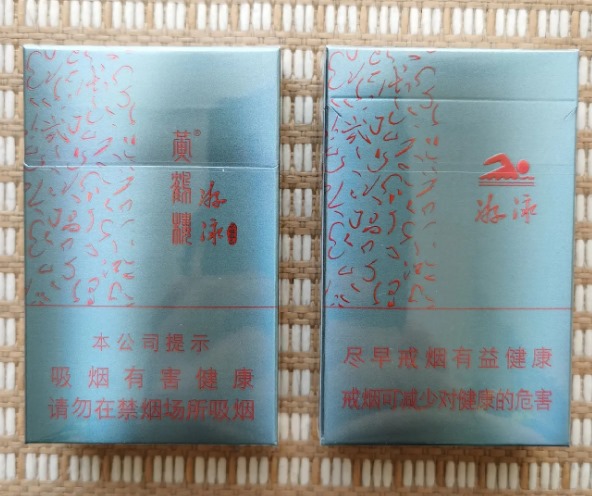 黄鹤楼®
游泳
本公司提示
吸烟有害健康
请勿在禁烟场所吸烟
游泳
尽早戒烟有益健康
戒烟可减少对健康的危害